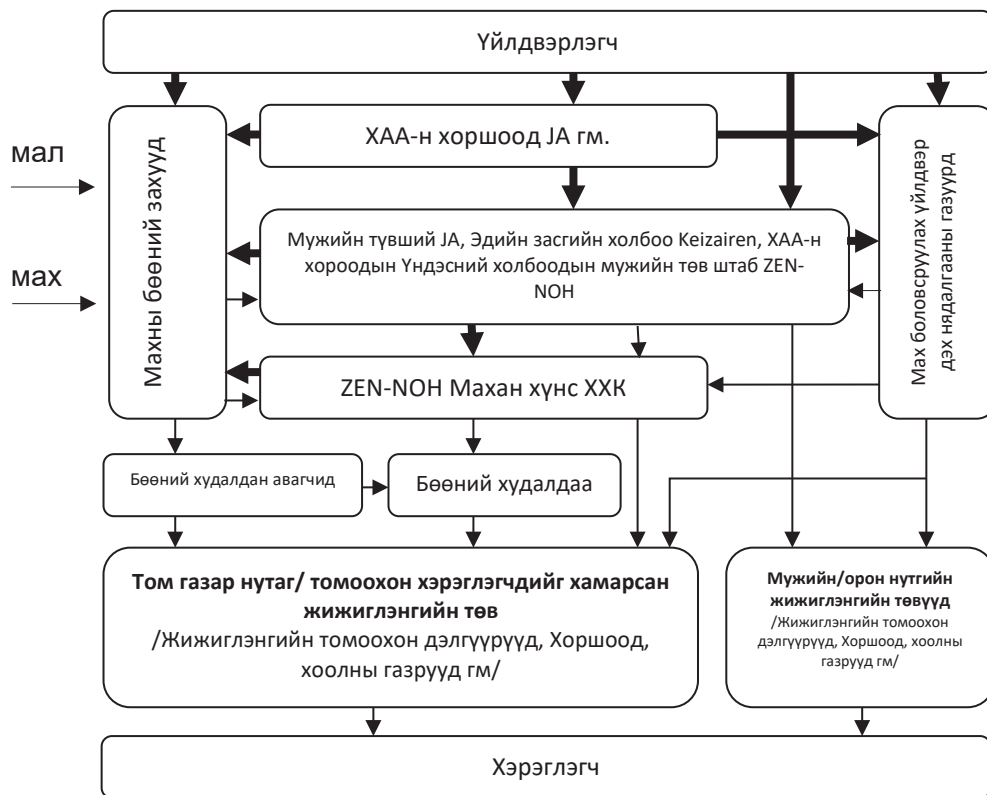 Үйлдвэрлэгч
мал
мах
Махны бөөний захууд
ХАА-н хоршоод JA гм.
Мужийн түвший JA, Эдийн засгийн холбоо Keizairen, ХАА-н
хороодын Үндэсний холбоодын мужийн төв штаб ZEN-
NOH
Мах боловсруулах үйлдвэр
дэх нядалгааны газуурд
ZEN-NOH Махан хүнс ХХК
Бөөний худалдан авагчид
Бөөний худалдаа
Том газар нутаг/ томоохон хэрэглэгчдийг хамарсан
жижиглэнгийн төв
/Жижиглэнгийн томоохон дэлгүүрүүд, Хоршоод,
хоолны газрууд гм/
Мужийн/орон нутгийн
жижиглэнгийн төвүүд
/Жижиглэнгийн томоохон
дэлгүүрүүд, Хоршоод, хоолны
газрууд гм/
Хэрэглэгч